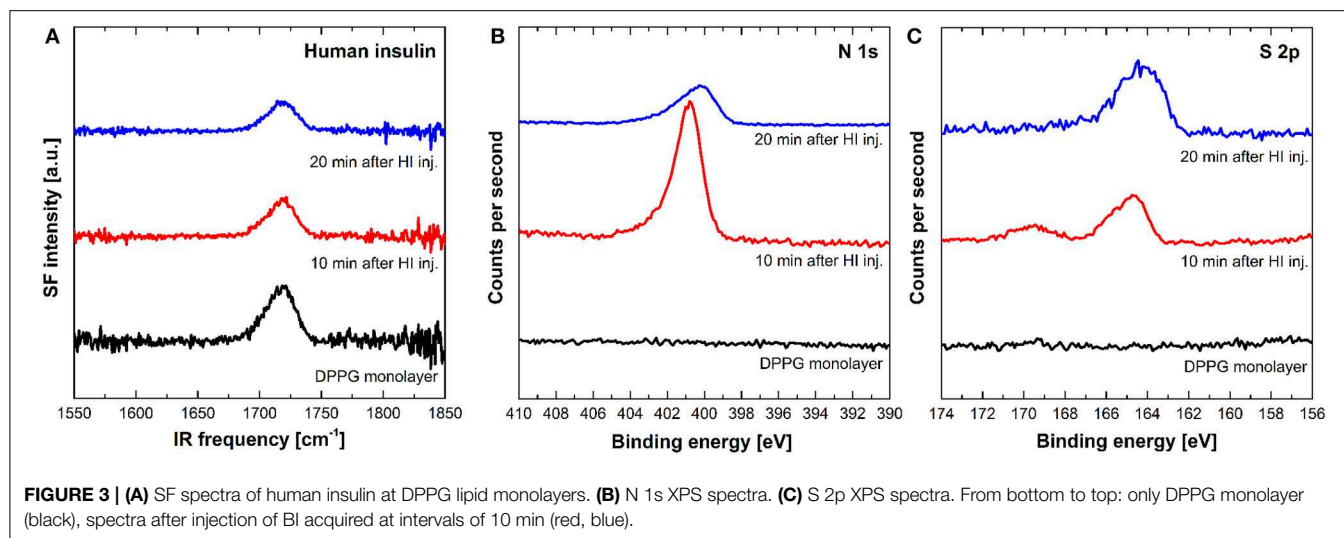 A
Human insulin
SF intensity [a.u.]
20 min after HI inj.
10 min after HI inj.
DPPG monolayer
1550 1600 1650 1700 1750 1800 1850
IR frequency [cm⁻¹]
B
N 1s
Counts per second
20 min after HI inj.
10 min after HI inj.
DPPG monolayer
410 408 406 404 402 400 398 396 394 392 390
Binding energy [eV]
C
S 2p
Counts per second
20 min after HI inj.
10 min after HI inj.
DPPG monolayer
174 172 170 168 166 164 162 160 158 156
Binding energy [eV]
FIGURE 3 | (A) SF spectra of human insulin at DPPG lipid monolayers. (B) N 1s XPS spectra. (C) S 2p XPS spectra. From bottom to top: only DPPG monolayer
(black), spectra after injection of BI acquired at intervals of 10 min (red, blue).